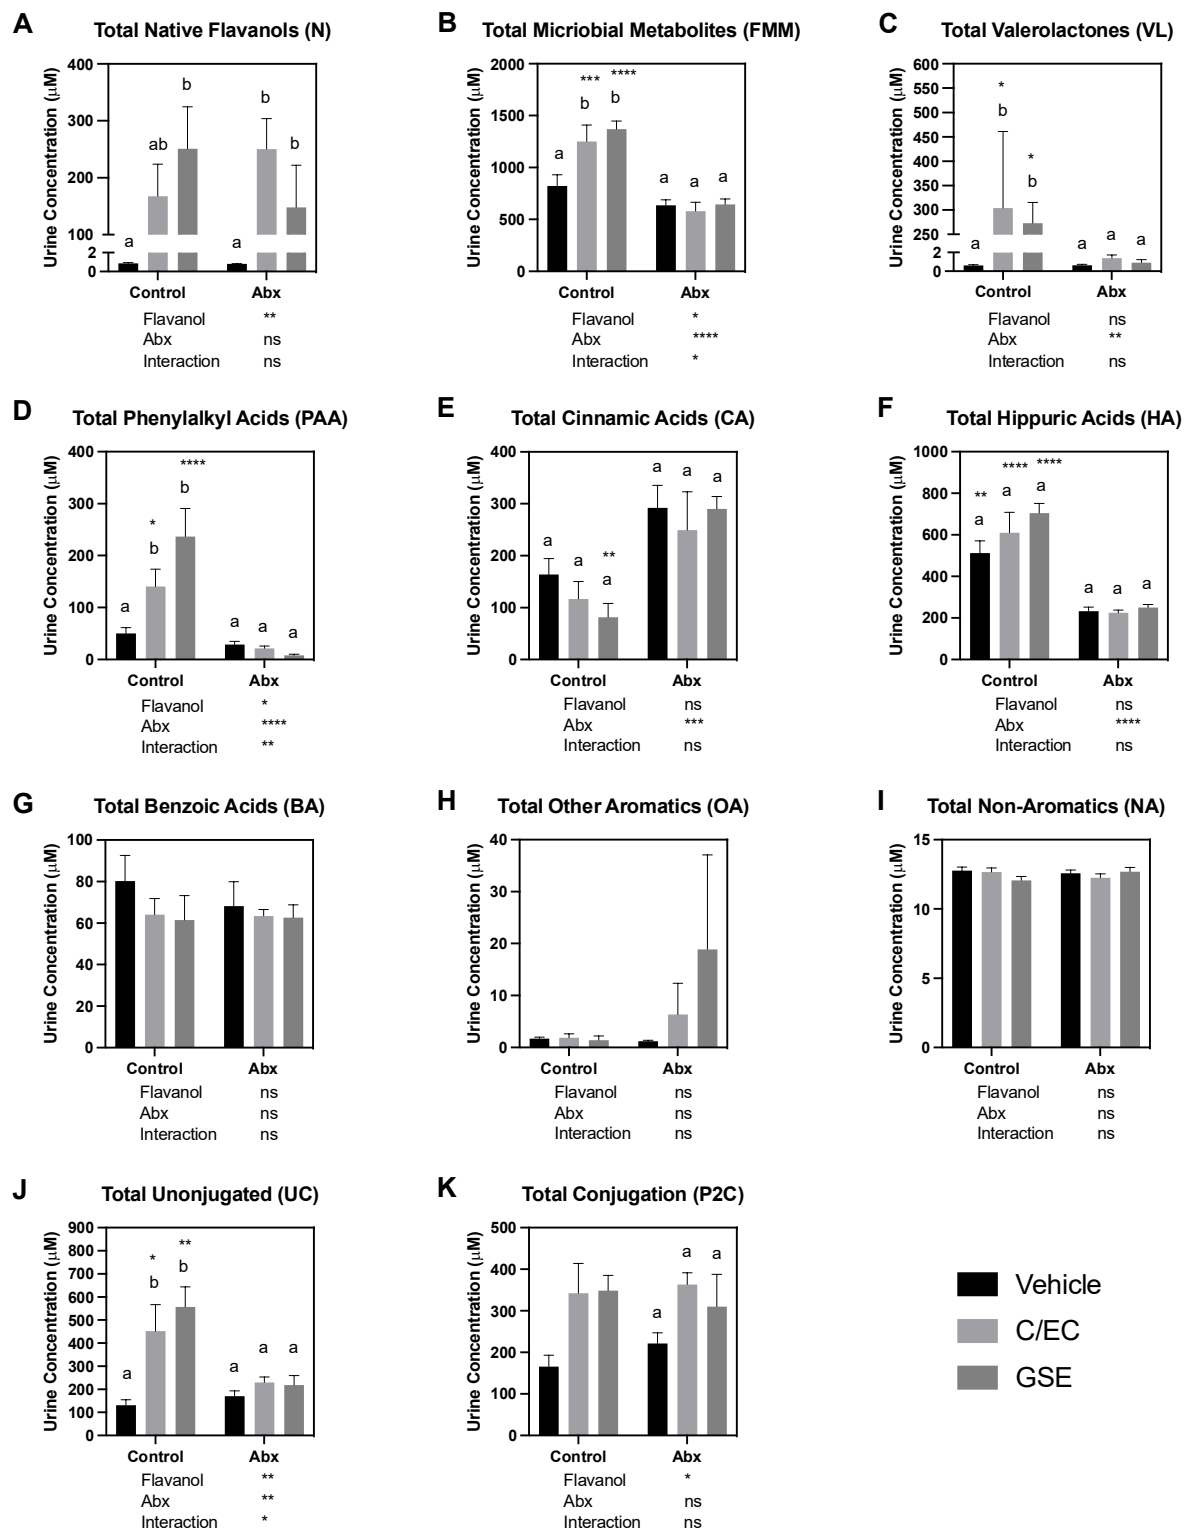 A Total Native Flavanols (N)
Urine Concentration (μM)
400
300
200
100
2
0
a
ab
b
a
b
b
Control Abx
Flavanol **
Abx ns
Interaction ns
B Total Micriobial Metabolites (FMM)
Urine Concentration (μM)
2000
1500
1000
500
0
a
***
b
****
b
a
a
a
Control Abx
Flavanol *
Abx ****
Interaction *
C Total Valerolactones (VL)
Urine Concentration (μM)
600
550
500
450
400
350
300
250
2
0
a
*
b
*
b
a
a
a
Control Abx
Flavanol ns
Abx **
Interaction ns
D Total Phenylalkyl Acids (PAA)
Urine Concentration (μM)
400
300
200
100
0
a
*
b
****
b
a
a
a
Control Abx
Flavanol *
Abx ****
Interaction **
E Total Cinnamic Acids (CA)
Urine Concentration (μM)
400
300
200
100
0
a
a
**
a
a
a
a
Control Abx
Flavanol ns
Abx ***
Interaction ns
F Total Hippuric Acids (HA)
Urine Concentration (μM)
1000
800
600
400
200
0
**
a
****
a
****
a
a
a
a
Control Abx
Flavanol ns
Abx ****
Interaction ns
G Total Benzoic Acids (BA)
Urine Concentration (μM)
100
80
60
40
20
0
Control Abx
Flavanol ns
Abx ns
Interaction ns
H Total Other Aromatics (OA)
Urine Concentration (μM)
40
30
20
10
0
Control Abx
Flavanol ns
Abx ns
Interaction ns
I Total Non-Aromatics (NA)
Urine Concentration (μM)
15
10
5
0
Control Abx
Flavanol ns
Abx ns
Interaction ns
J Total Unonjugated (UC)
Urine Concentration (μM)
900
800
700
600
500
400
300
200
100
0
a
*
b
**
b
a
a
a
Control Abx
Flavanol **
Abx **
Interaction *
K Total Conjugation (P2C)
Urine Concentration (μM)
500
400
300
200
100
0
a
a
a
Control Abx
Flavanol *
Abx ns
Interaction ns
Vehicle
C/EC
GSE